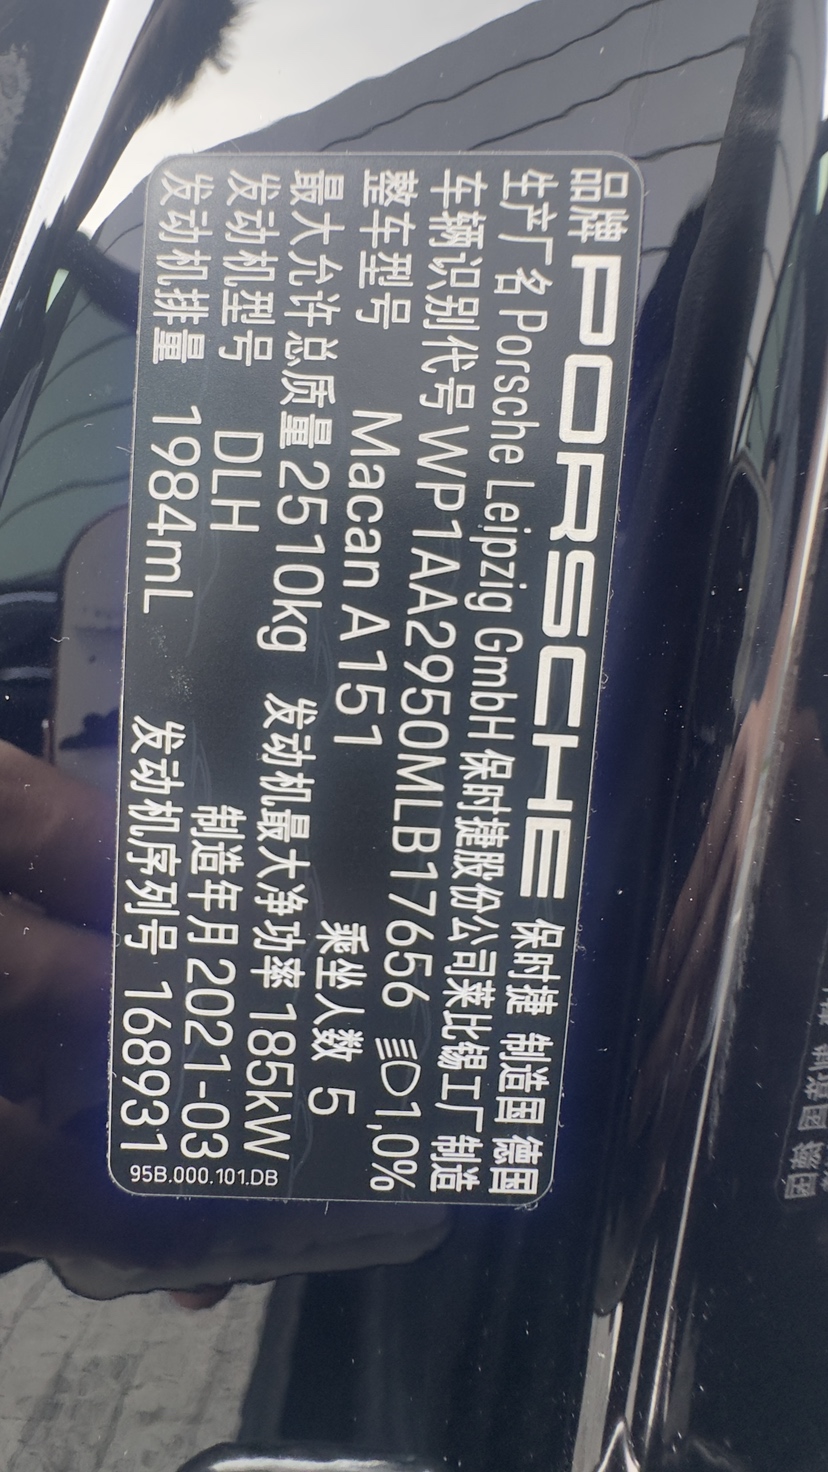 品牌 PORSCHE 保时捷 制造国 德国
生产厂名 Porsche Leipzig GmbH 保时捷股份公司莱比锡工厂 制造
车辆识别代号 WP1AA2950MLB17656 1,0%
整车型号 Macan A151 乘坐人数 5
最大允许总质量 2510kg 发动机最大净功率 185kW
发动机型号 DLH 制造年月 2021-03
发动机排量 1984mL 发动机序列号 168931
95B.000.101.DB